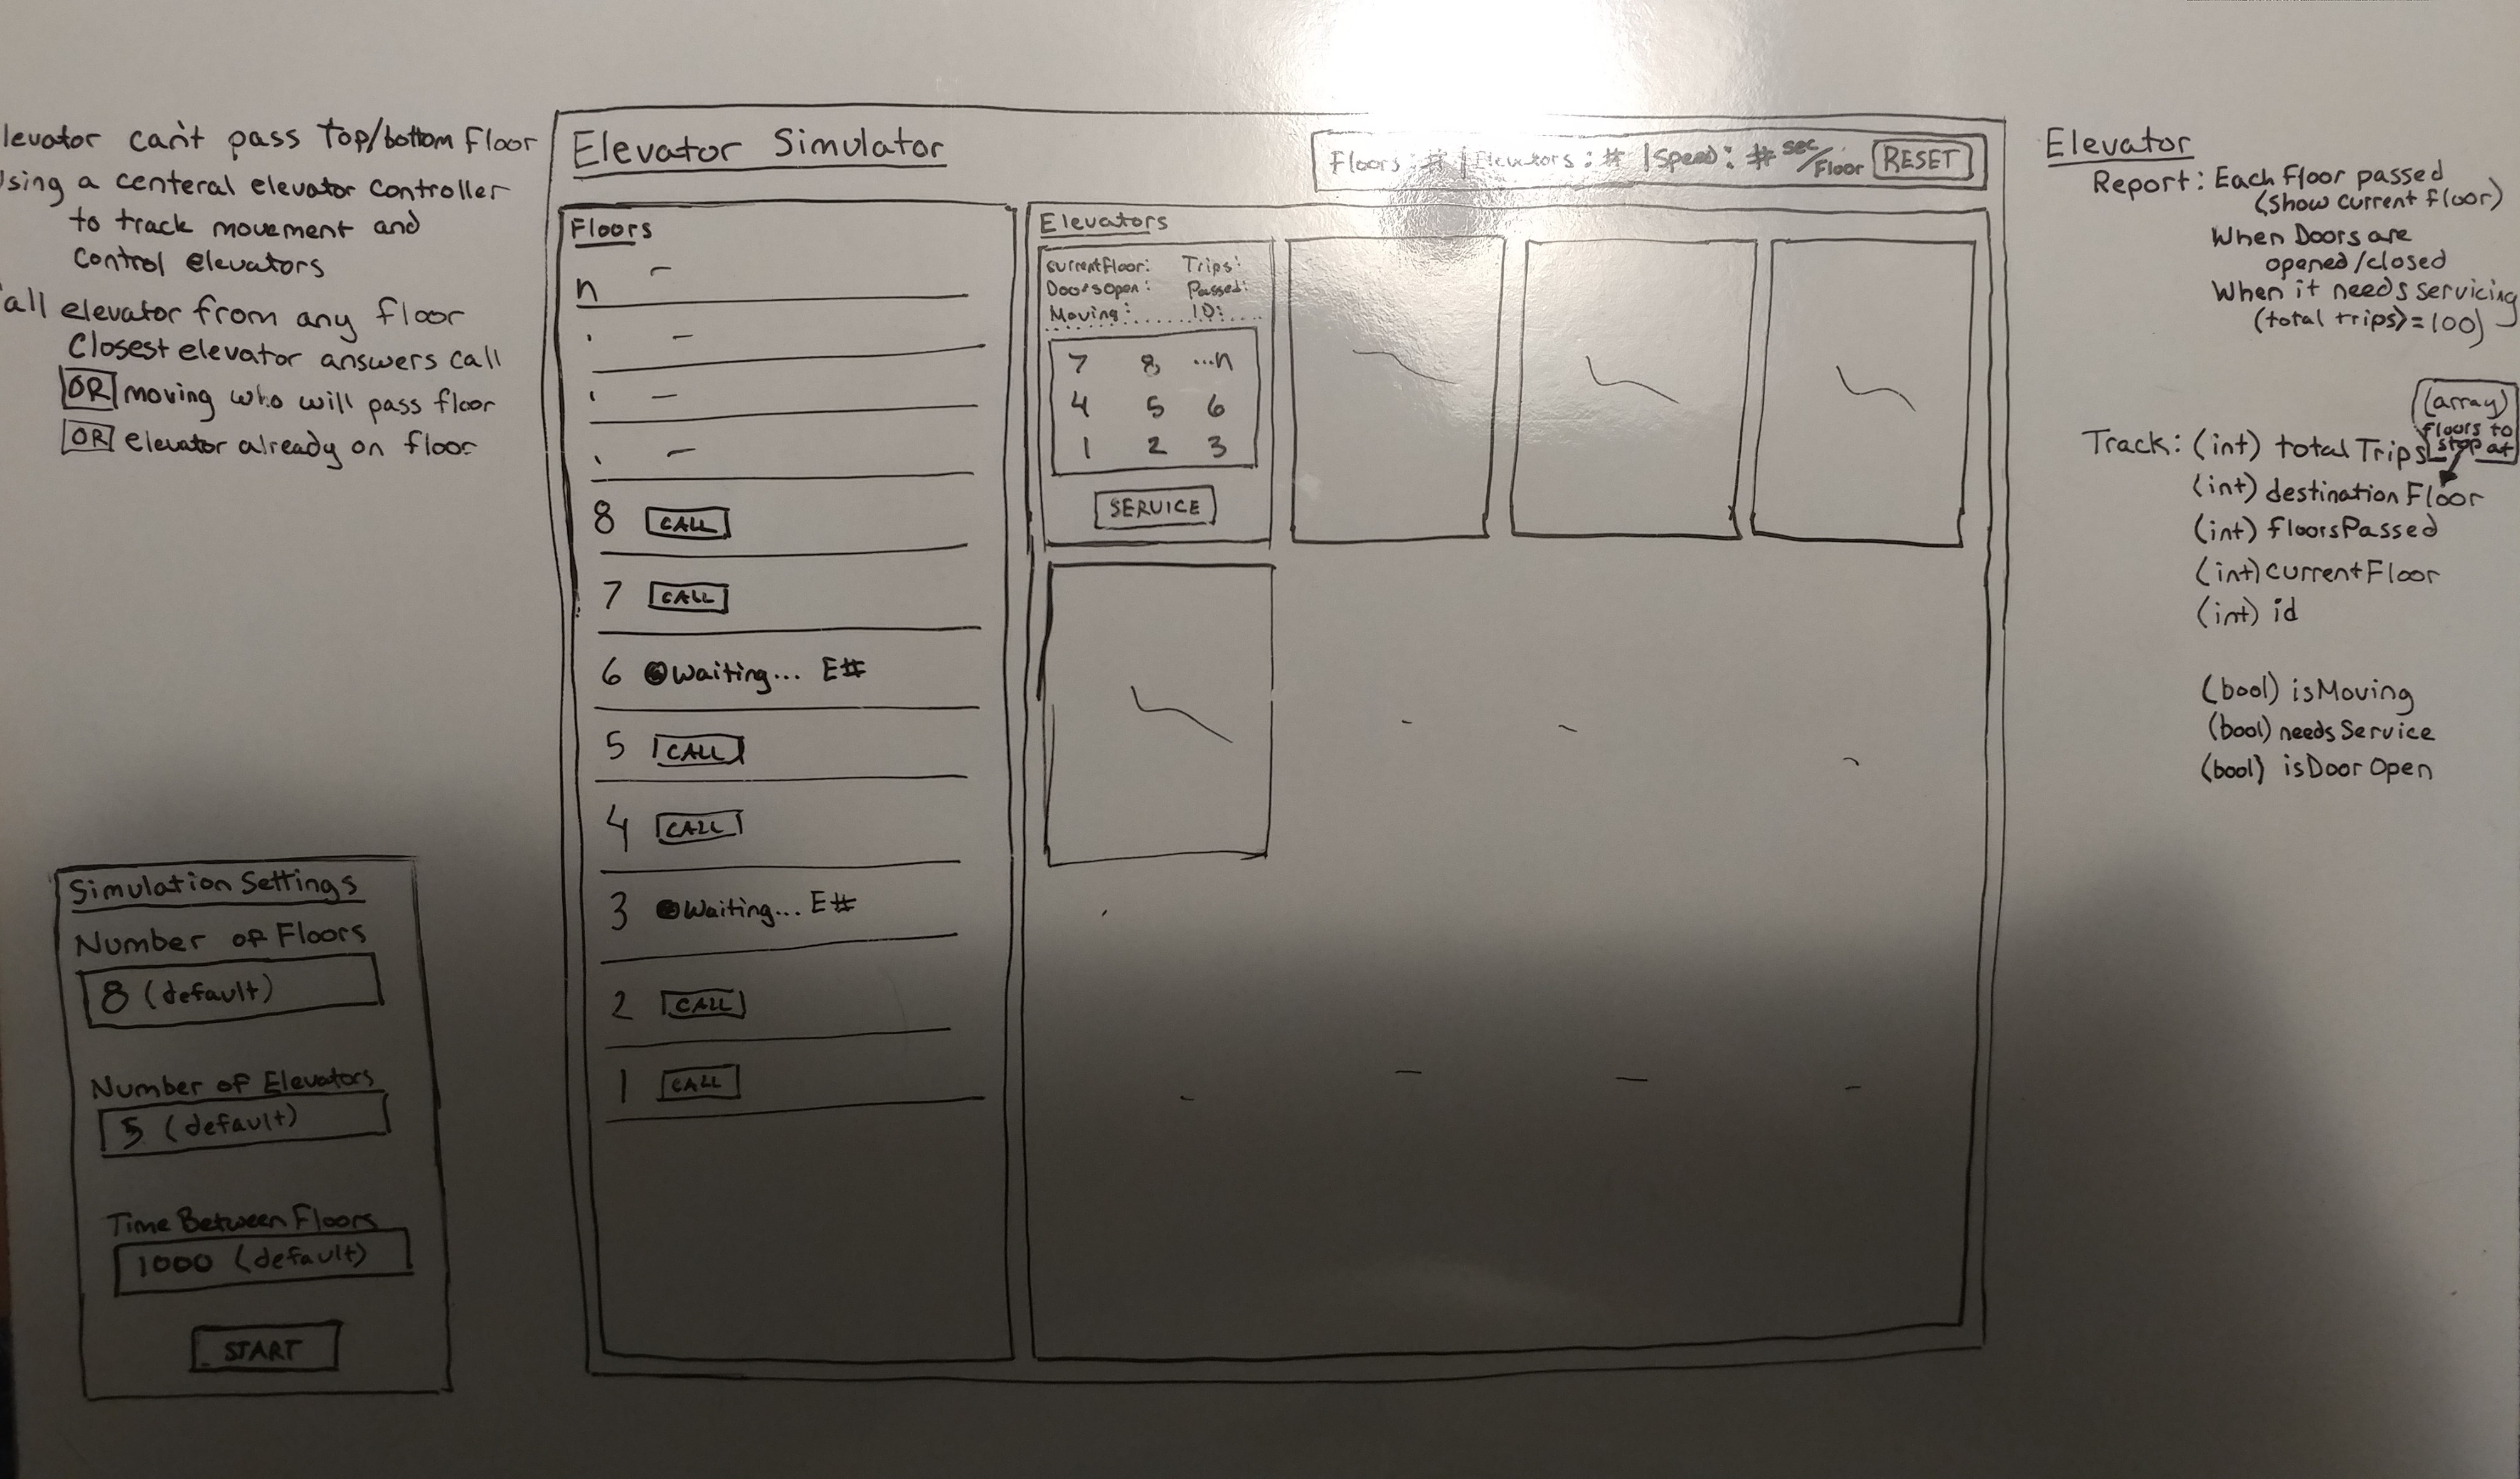 levator can't pass Top/bottom Floor
sing a centeral elevator controller
to track movement and
control elevators
all elevator from any floor
Closest elevator answers call
OR moving who will pass floor
OR elevator already on floor
Simulation Settings
Number of Floors
8 (default)
Number of Elevators
5 (default)
Time Between Floors
1000 (default)
START
Elevator Simulator
Floors: # | Elevators: # | Speed: # sec/Floor RESET
Floors
n
8 CALL
7 CALL
6 Waiting... E#
5 CALL
4 CALL
3 Waiting... E#
2 CALL
1 CALL
Elevators
currentFloor: Trips:
DoorsOpen: Passed:
Moving: ID:
7 8 ...n
4 5 6
1 2 3
SERVICE
Elevator
Report: Each Floor passed
(show current floor)
When Doors are
opened/closed
When it needs servicing
(total trips >= 100)
(array)
floors to
stop at
Track: (int) totalTrips
(int) destinationFloor
(int) floorsPassed
(int) currentFloor
(int) id
(bool) isMoving
(bool) needsService
(bool) isDoorOpen